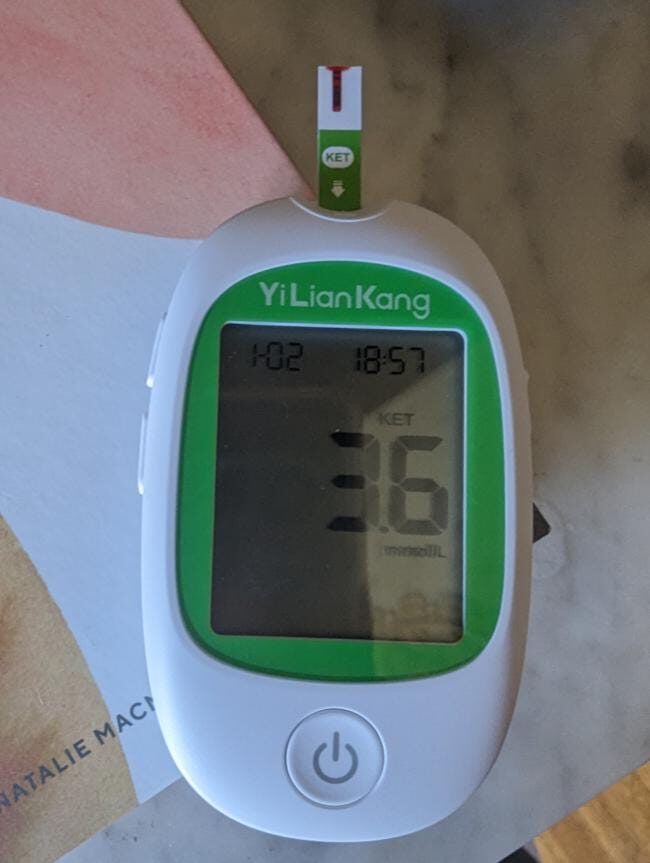 KET
YiLianKang
1-02 18:57
KET
3.6
mmol/L
NATALIE MACN